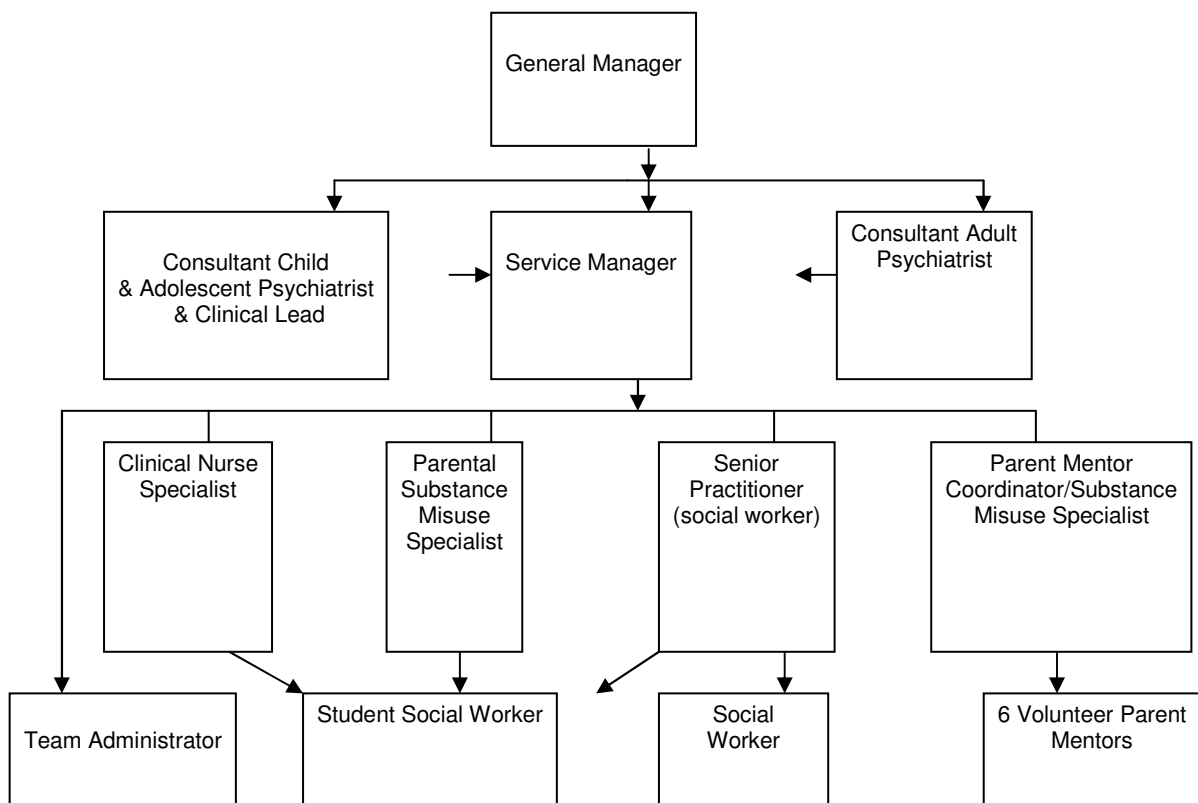 General Manager
Consultant Child
& Adolescent Psychiatrist
& Clinical Lead
Service Manager
Consultant Adult
Psychiatrist
Clinical Nurse
Specialist
Parental
Substance
Misuse
Specialist
Senior
Practitioner
(social worker)
Parent Mentor
Coordinator/Substance
Misuse Specialist
Team Administrator
Student Social Worker
Social
Worker
6 Volunteer Parent
Mentors